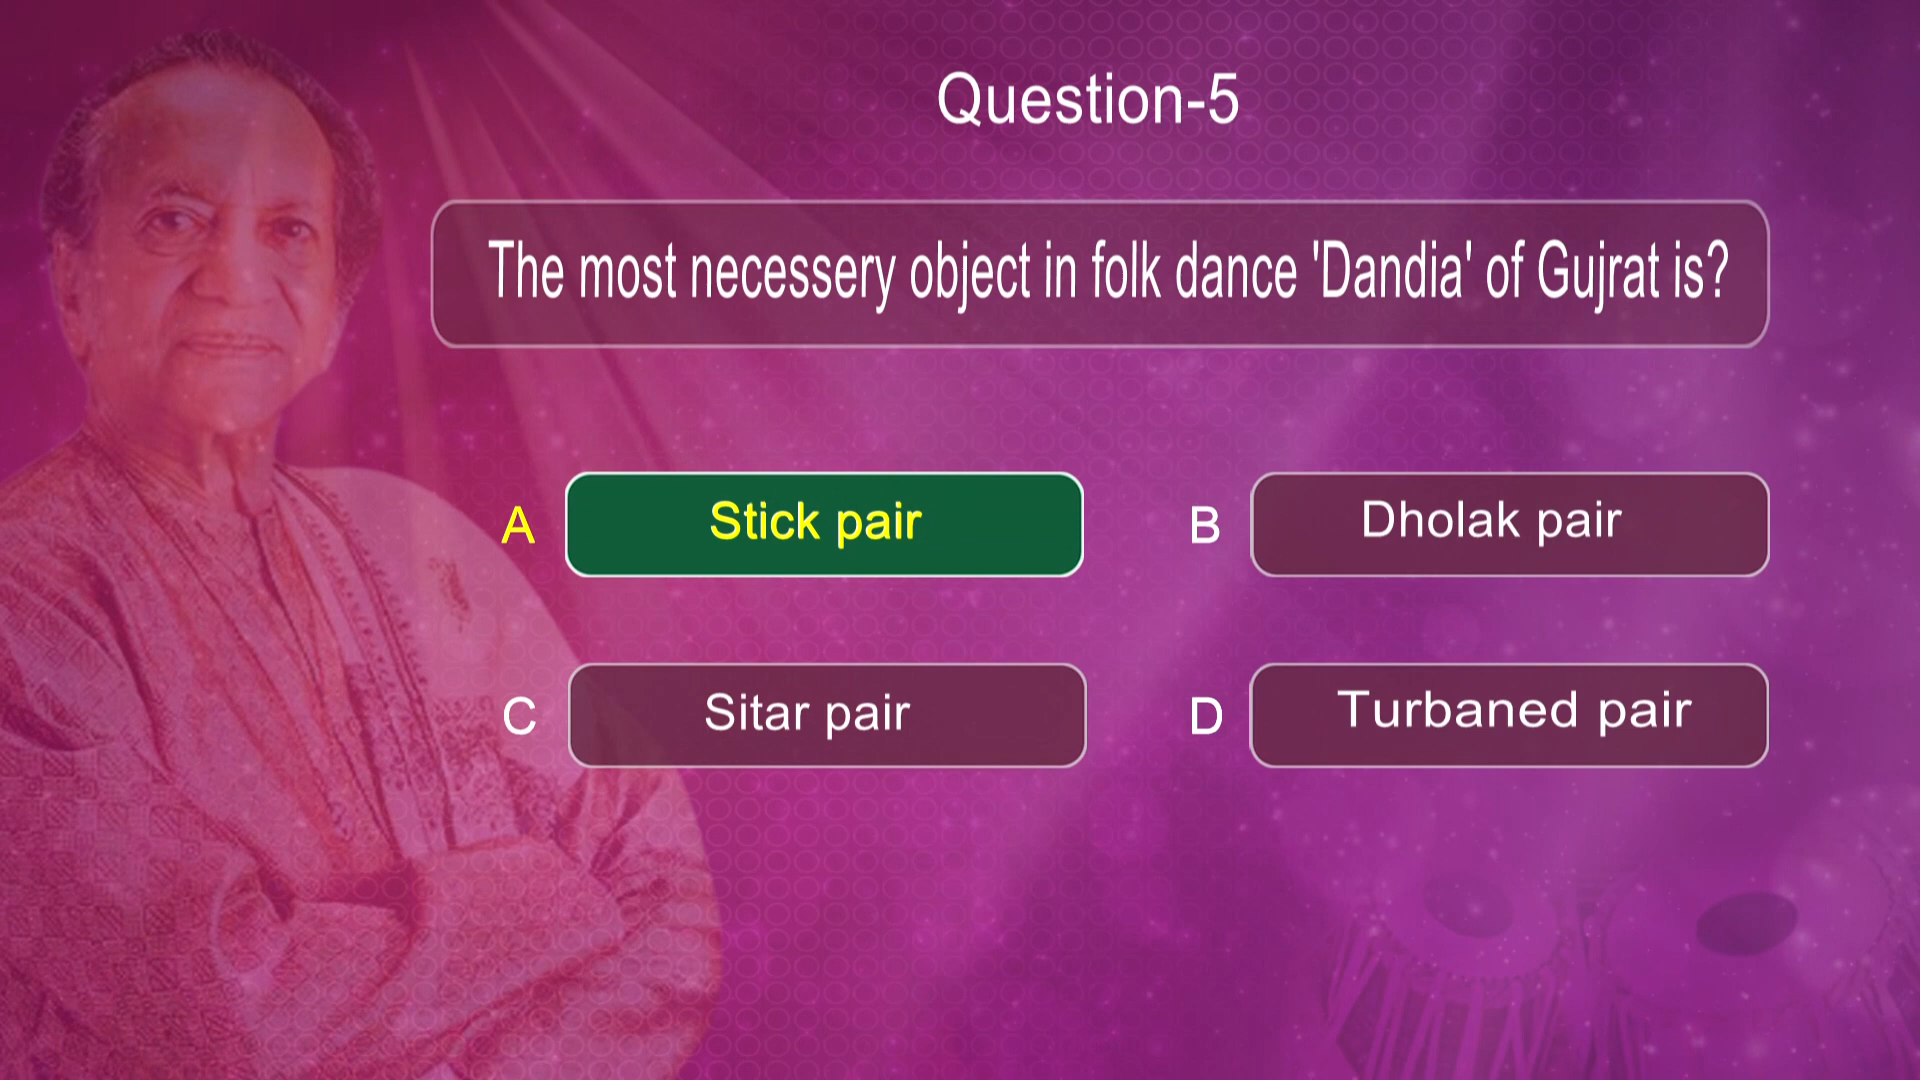 Question-5
The most necessery object in folk dance 'Dandia' of Gujrat is?
A Stick pair
B Dholak pair
C Sitar pair
D Turbaned pair